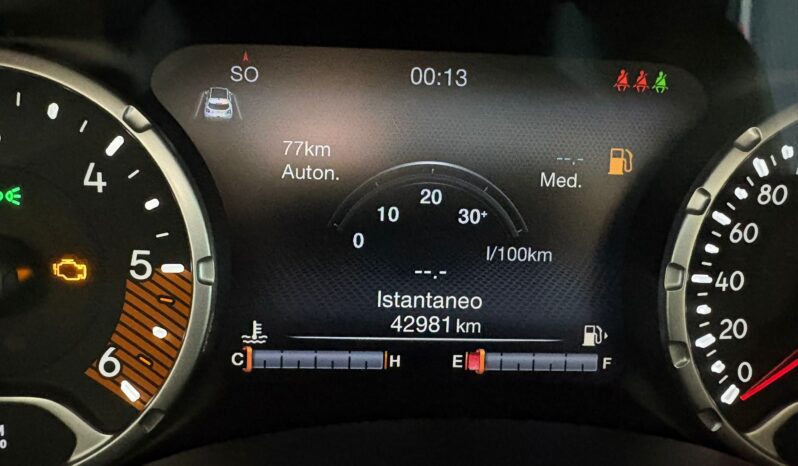 SO
00:13
77km
Auton.
--.-
Med.
0 10 20 30+
l/100km
--.-
Istantaneo
42981 km
C H
E F
4
5
6
80
60
40
20
0